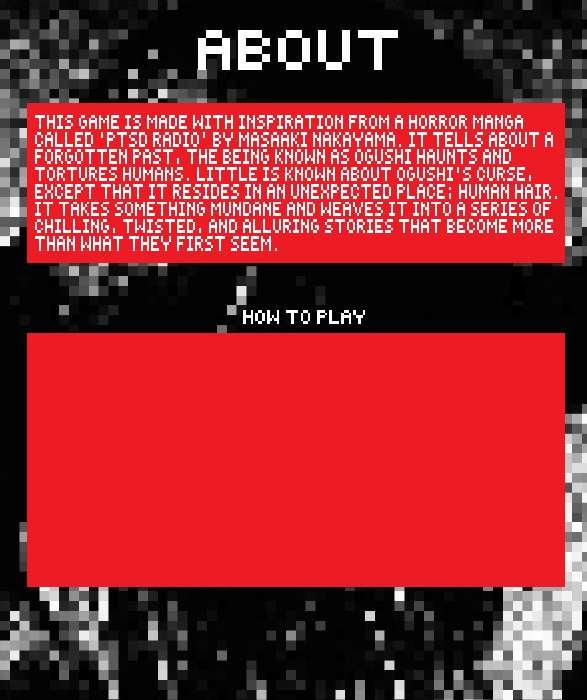 ABOUT
THIS GAME IS MADE WITH INSPIRATION FROM A HORROR MANGA
CALLED 'PTSD RADIO' BY MASAAKI NAKAYAMA. IT TELLS ABOUT A
FORGOTTEN PAST, THE BEING KNOWN AS OGUSHI HAUNTS AND
TORTURES HUMANS. LITTLE IS KNOWN ABOUT OGUSHI'S CURSE,
EXCEPT THAT IT RESIDES IN AN UNEXPECTED PLACE: HUMAN HAIR.
IT TAKES SOMETHING MUNDANE AND WEAVES IT INTO A SERIES OF
CHILLING, TWISTED, AND ALLURING STORIES THAT BECOME MORE
THAN WHAT THEY FIRST SEEM.
HOW TO PLAY